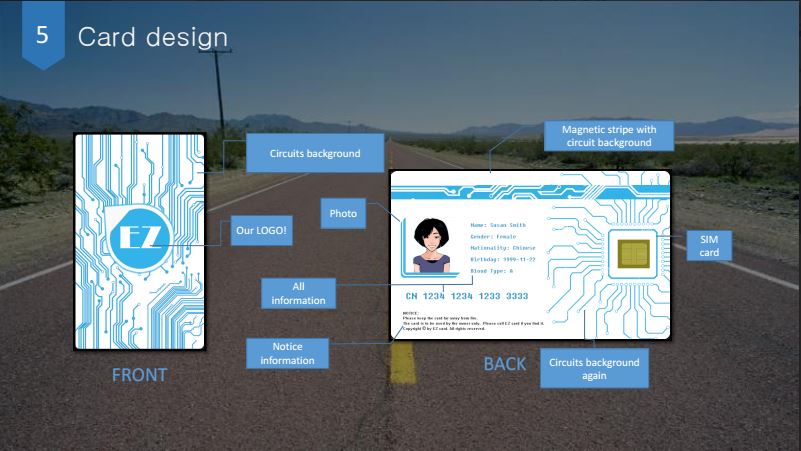 5
Card design
Circuits background
Our LOGO!
EZ
FRONT
Magnetic stripe with
circuit background
Photo
All
information
Notice
information
Name: Susan Smith
Gender: Female
Nationality: Chinese
Birthday: 1999-11-22
Blood Type: A
CN 1234 1234 1233 3333
NOTICE:
Please keep the card far away from fire.
The card is to be used by the owner only. Please call EZ card if you find it.
Copyright © by EZ card. All rights reserved.
SIM
card
BACK
Circuits background
again